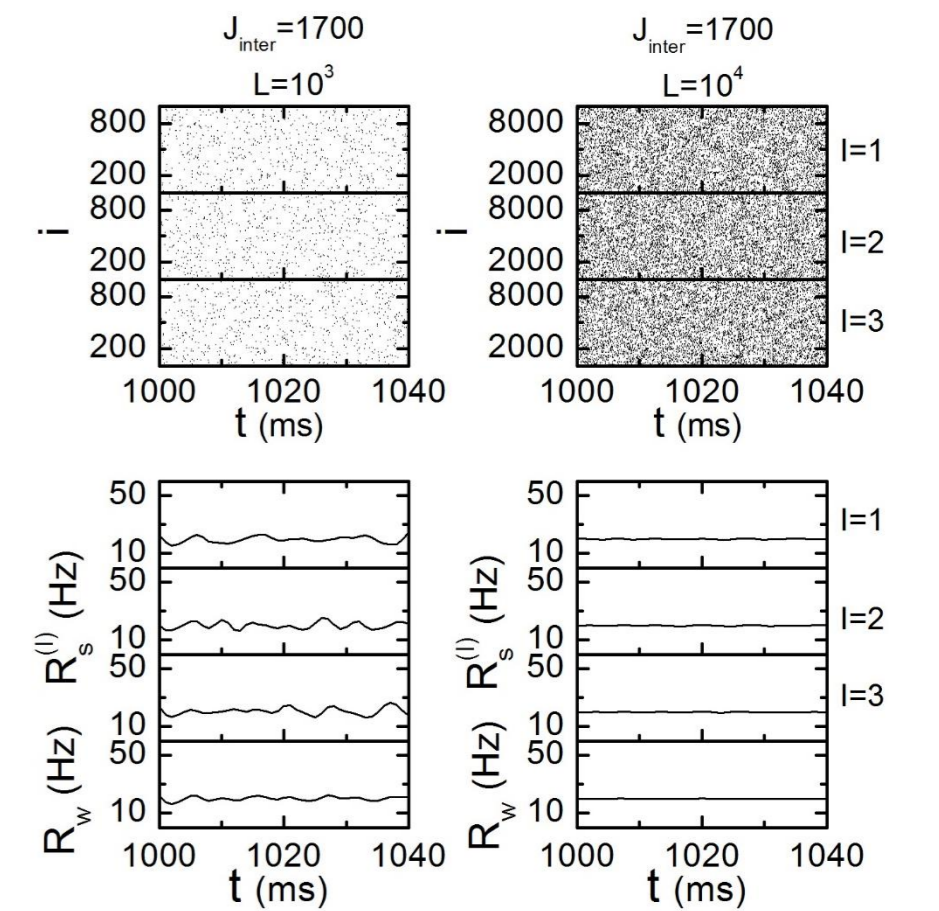 J_inter=1700 J_inter=1700
L=10^3 L=10^4
800 8000 I=1
200 2000
800 8000 I=2
i i
200 2000
800 8000 I=3
200 2000
1000 1020 1040 1000 1020 1040
t (ms) t (ms)
50 50 I=1
10 10
50 50 I=2
10 10
R_s^(I) (Hz) R_s^(I) (Hz)
50 50 I=3
10 10
50 50
R_w (Hz) R_w (Hz)
10 10
1000 1020 1040 1000 1020 1040
t (ms) t (ms)